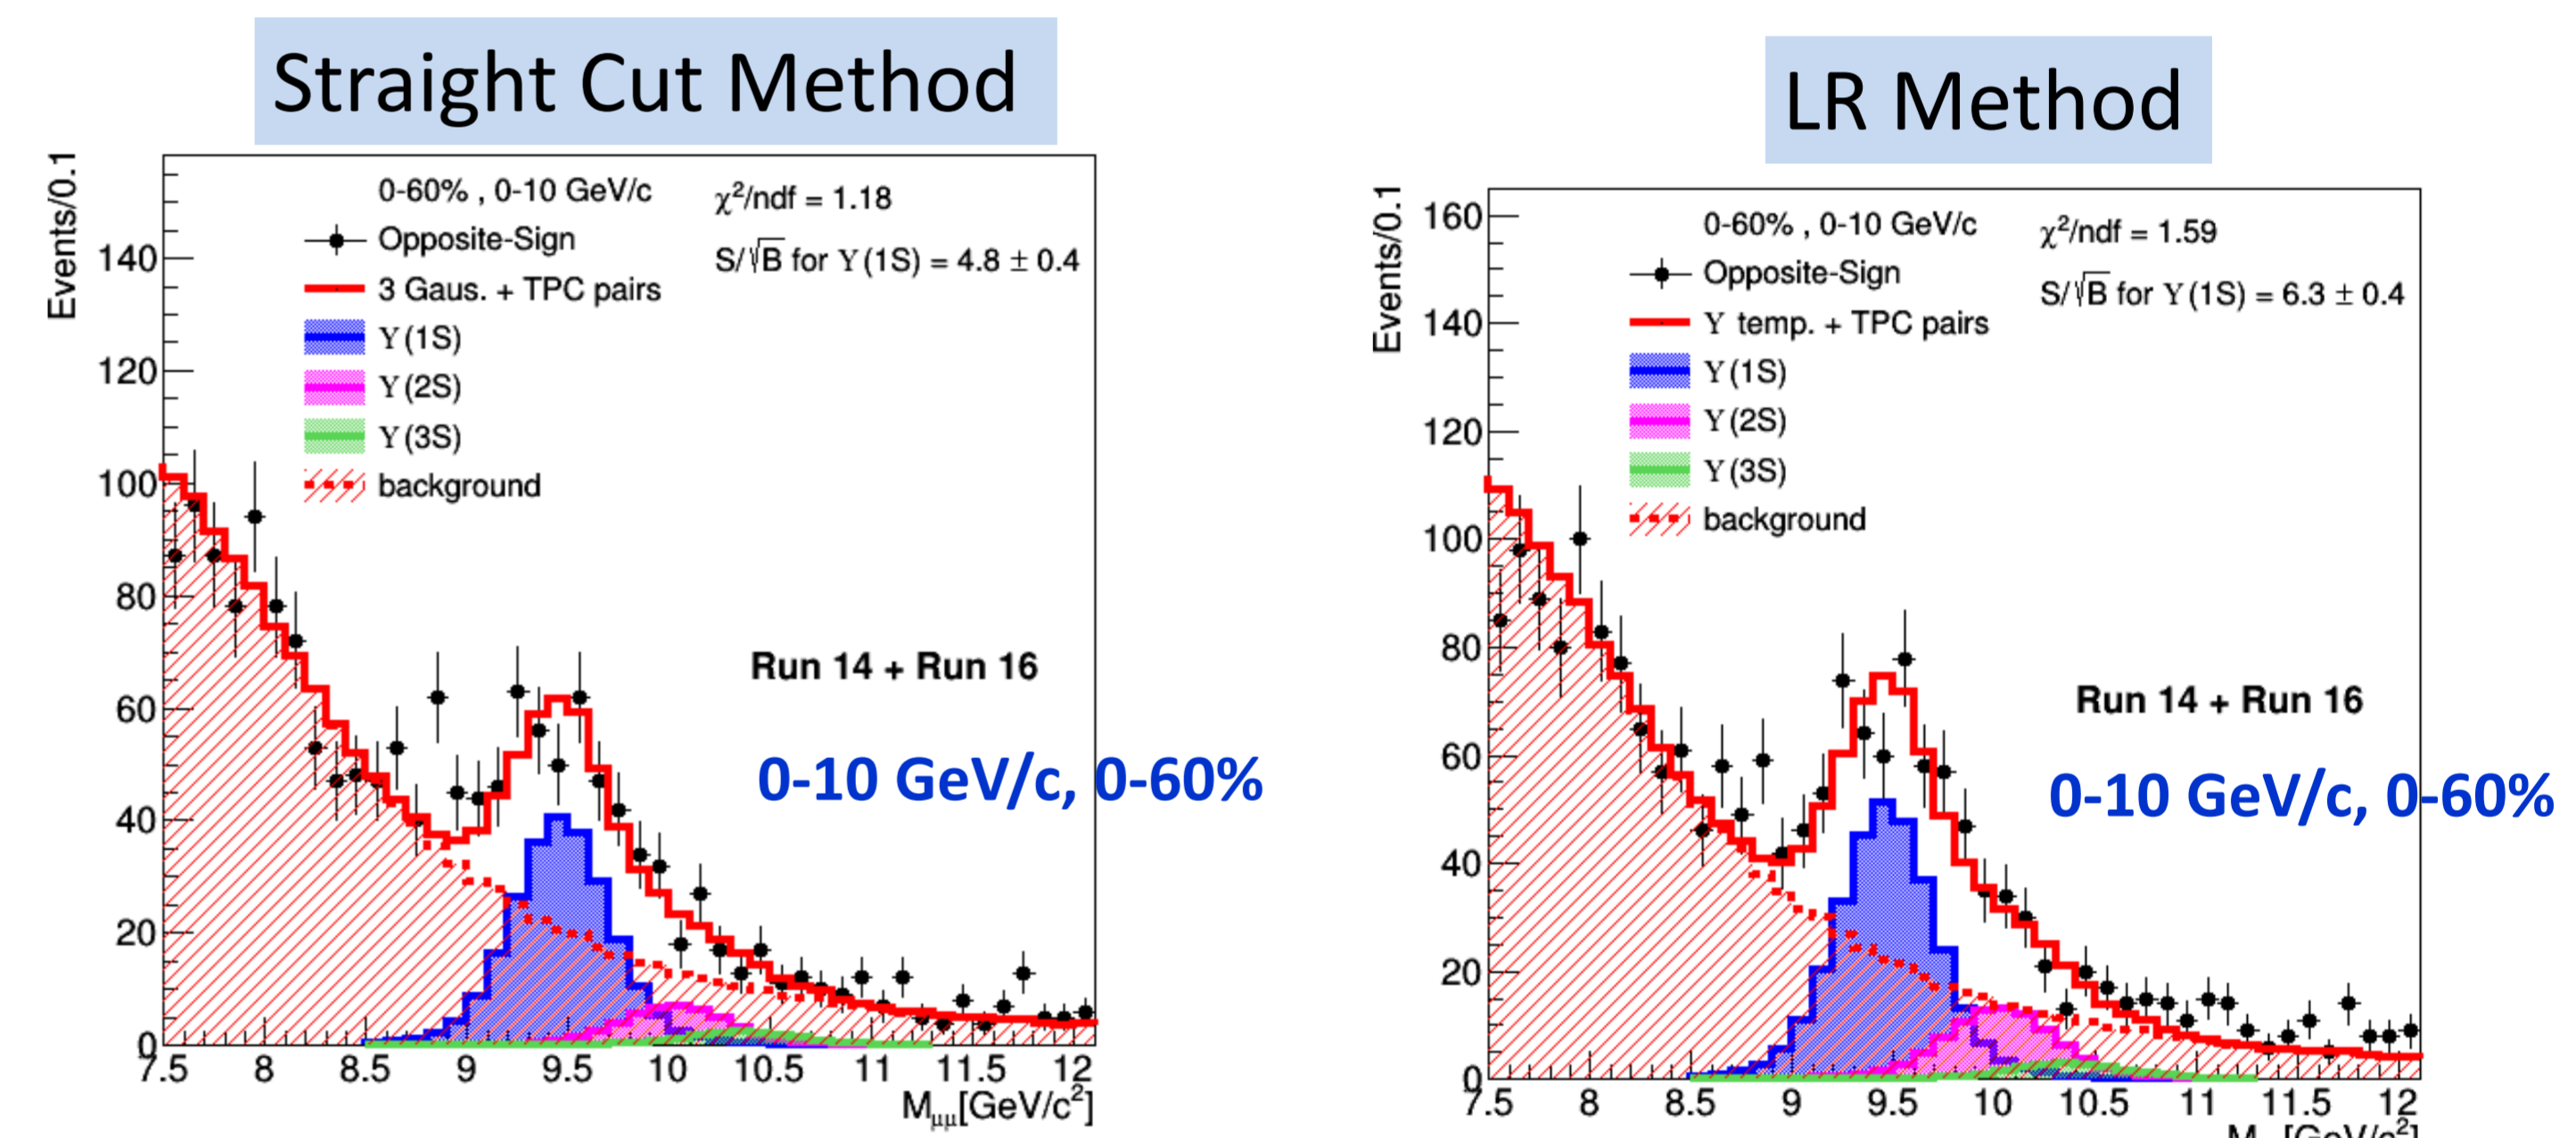 Straight Cut Method
Events/0.1
0-60% , 0-10 GeV/c
χ²/ndf = 1.18
Opposite-Sign
S/√B for Υ(1S) = 4.8 ± 0.4
3 Gaus. + TPC pairs
Υ(1S)
Υ(2S)
Υ(3S)
background
Run 14 + Run 16
0-10 GeV/c, 0-60%
140
120
100
80
60
40
20
0
7.5 8 8.5 9 9.5 10 10.5 11 11.5 12
Mμμ[GeV/c²]
LR Method
Events/0.1
0-60% , 0-10 GeV/c
χ²/ndf = 1.59
Opposite-Sign
S/√B for Υ(1S) = 6.3 ± 0.4
Υ temp. + TPC pairs
Υ(1S)
Υ(2S)
Υ(3S)
background
Run 14 + Run 16
0-10 GeV/c, 0-60%
160
140
120
100
80
60
40
20
0
7.5 8 8.5 9 9.5 10 10.5 11 11.5 12